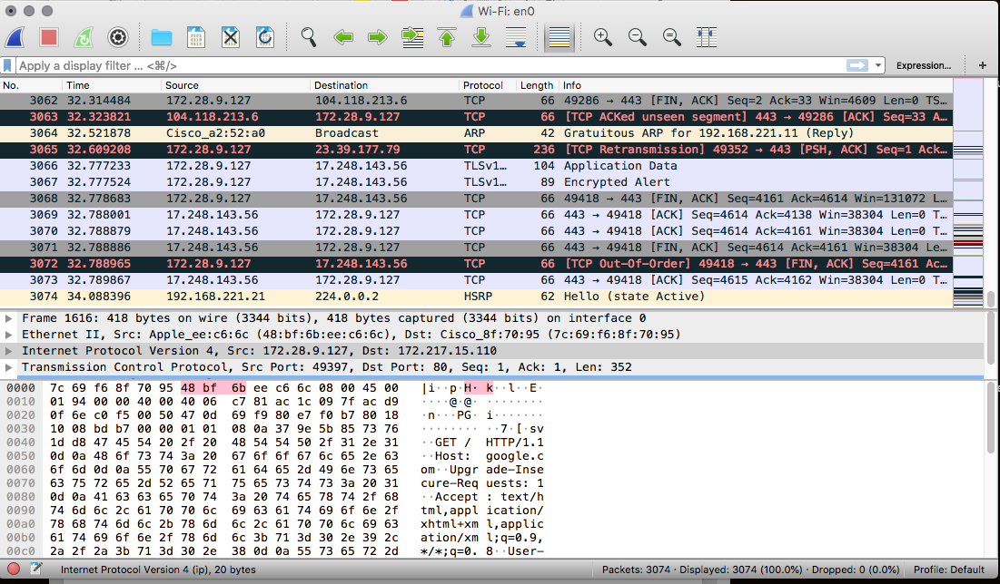 Wi-Fi: en0
Apply a display filter ... <⌘/>
Expression...
+
No. Time Source Destination Protocol Length Info
3062 32.314484 172.28.9.127 104.118.213.6 TCP 66 49286 → 443 [FIN, ACK] Seq=2 Ack=33 Win=4609 Len=0 TS…
3063 32.323821 104.118.213.6 172.28.9.127 TCP 66 [TCP ACKed unseen segment] 443 → 49286 [ACK] Seq=33 A…
3064 32.521878 Cisco_a2:52:a0 Broadcast ARP 42 Gratuitous ARP for 192.168.221.11 (Reply)
3065 32.609208 172.28.9.127 23.39.177.79 TCP 236 [TCP Retransmission] 49352 → 443 [PSH, ACK] Seq=1 Ack…
3066 32.777233 172.28.9.127 17.248.143.56 TLSv1… 104 Application Data
3067 32.777524 172.28.9.127 17.248.143.56 TLSv1… 89 Encrypted Alert
3068 32.778683 172.28.9.127 17.248.143.56 TCP 66 49418 → 443 [FIN, ACK] Seq=4161 Ack=4614 Win=131072 L…
3069 32.788001 17.248.143.56 172.28.9.127 TCP 66 443 → 49418 [ACK] Seq=4614 Ack=4138 Win=38304 Len=0 T…
3070 32.788879 17.248.143.56 172.28.9.127 TCP 66 443 → 49418 [ACK] Seq=4614 Ack=4161 Win=38304 Len=0 T…
3071 32.788886 17.248.143.56 172.28.9.127 TCP 66 443 → 49418 [FIN, ACK] Seq=4614 Ack=4161 Win=38304 Le…
3072 32.788965 172.28.9.127 17.248.143.56 TCP 66 [TCP Out-Of-Order] 49418 → 443 [FIN, ACK] Seq=4161 Ac…
3073 32.789867 17.248.143.56 172.28.9.127 TCP 66 443 → 49418 [ACK] Seq=4615 Ack=4162 Win=38304 Len=0 T…
3074 34.088396 192.168.221.21 224.0.0.2 HSRP 62 Hello (state Active)
Frame 1616: 418 bytes on wire (3344 bits), 418 bytes captured (3344 bits) on interface 0
Ethernet II, Src: Apple_ee:c6:6c (48:bf:6b:ee:c6:6c), Dst: Cisco_8f:70:95 (7c:69:f6:8f:70:95)
Internet Protocol Version 4, Src: 172.28.9.127, Dst: 172.217.15.110
Transmission Control Protocol, Src Port: 49397, Dst Port: 80, Seq: 1, Ack: 1, Len: 352
0000 7c 69 f6 8f 70 95 48 bf 6b ee c6 6c 08 00 45 00 |i··p·H· k··l··E·
0010 01 94 00 00 40 00 40 06 c7 81 ac 1c 09 7f ac d9 ····@·@· ········
0020 0f 6e c0 f5 00 50 47 0d 69 f9 80 e7 f0 b7 80 18 ·n···PG· i·······
0030 10 08 bd b7 00 00 01 01 08 0a 37 9e 5b 85 73 76 ········ ··7·[·sv
0040 1d d8 47 45 54 20 2f 20 48 54 54 50 2f 31 2e 31 ··GET / HTTP/1.1
0050 0d 0a 48 6f 73 74 3a 20 67 6f 6f 67 6c 65 2e 63 ··Host: google.c
0060 6f 6d 0d 0a 55 70 67 72 61 64 65 2d 49 6e 73 65 om··Upgr ade-Inse
0070 63 75 72 65 2d 52 65 71 75 65 73 74 73 3a 20 31 cure-Req uests: 1
0080 0d 0a 41 63 63 65 70 74 3a 20 74 65 78 74 2f 68 ··Accept : text/h
0090 74 6d 6c 2c 61 70 70 6c 69 63 61 74 69 6f 6e 2f tml,appl ication/
00a0 78 68 74 6d 6c 2b 78 6d 6c 2c 61 70 70 6c 69 63 xhtml+xm l,applic
00b0 61 74 69 6f 6e 2f 78 6d 6c 3b 71 3d 30 2e 39 2c ation/xm l;q=0.9,
00c0 2a 2f 2a 3b 71 3d 30 2e 38 0d 0a 55 73 65 72 2d */*;q=0. 8··User-
Internet Protocol Version 4 (ip), 20 bytes
Packets: 3074 · Displayed: 3074 (100.0%) · Dropped: 0 (0.0%)
Profile: Default